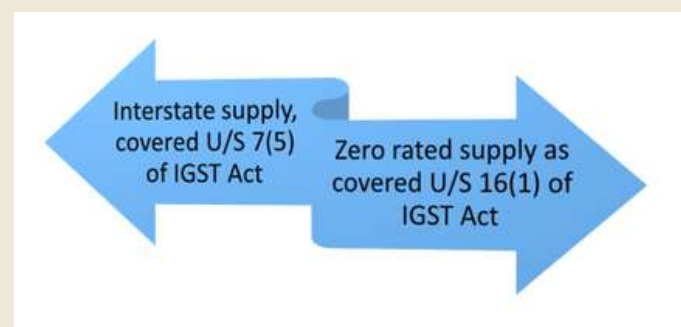 Interstate supply,
covered U/S 7(5)
of IGST Act
Zero rated supply as
covered U/S 16(1) of
IGST Act